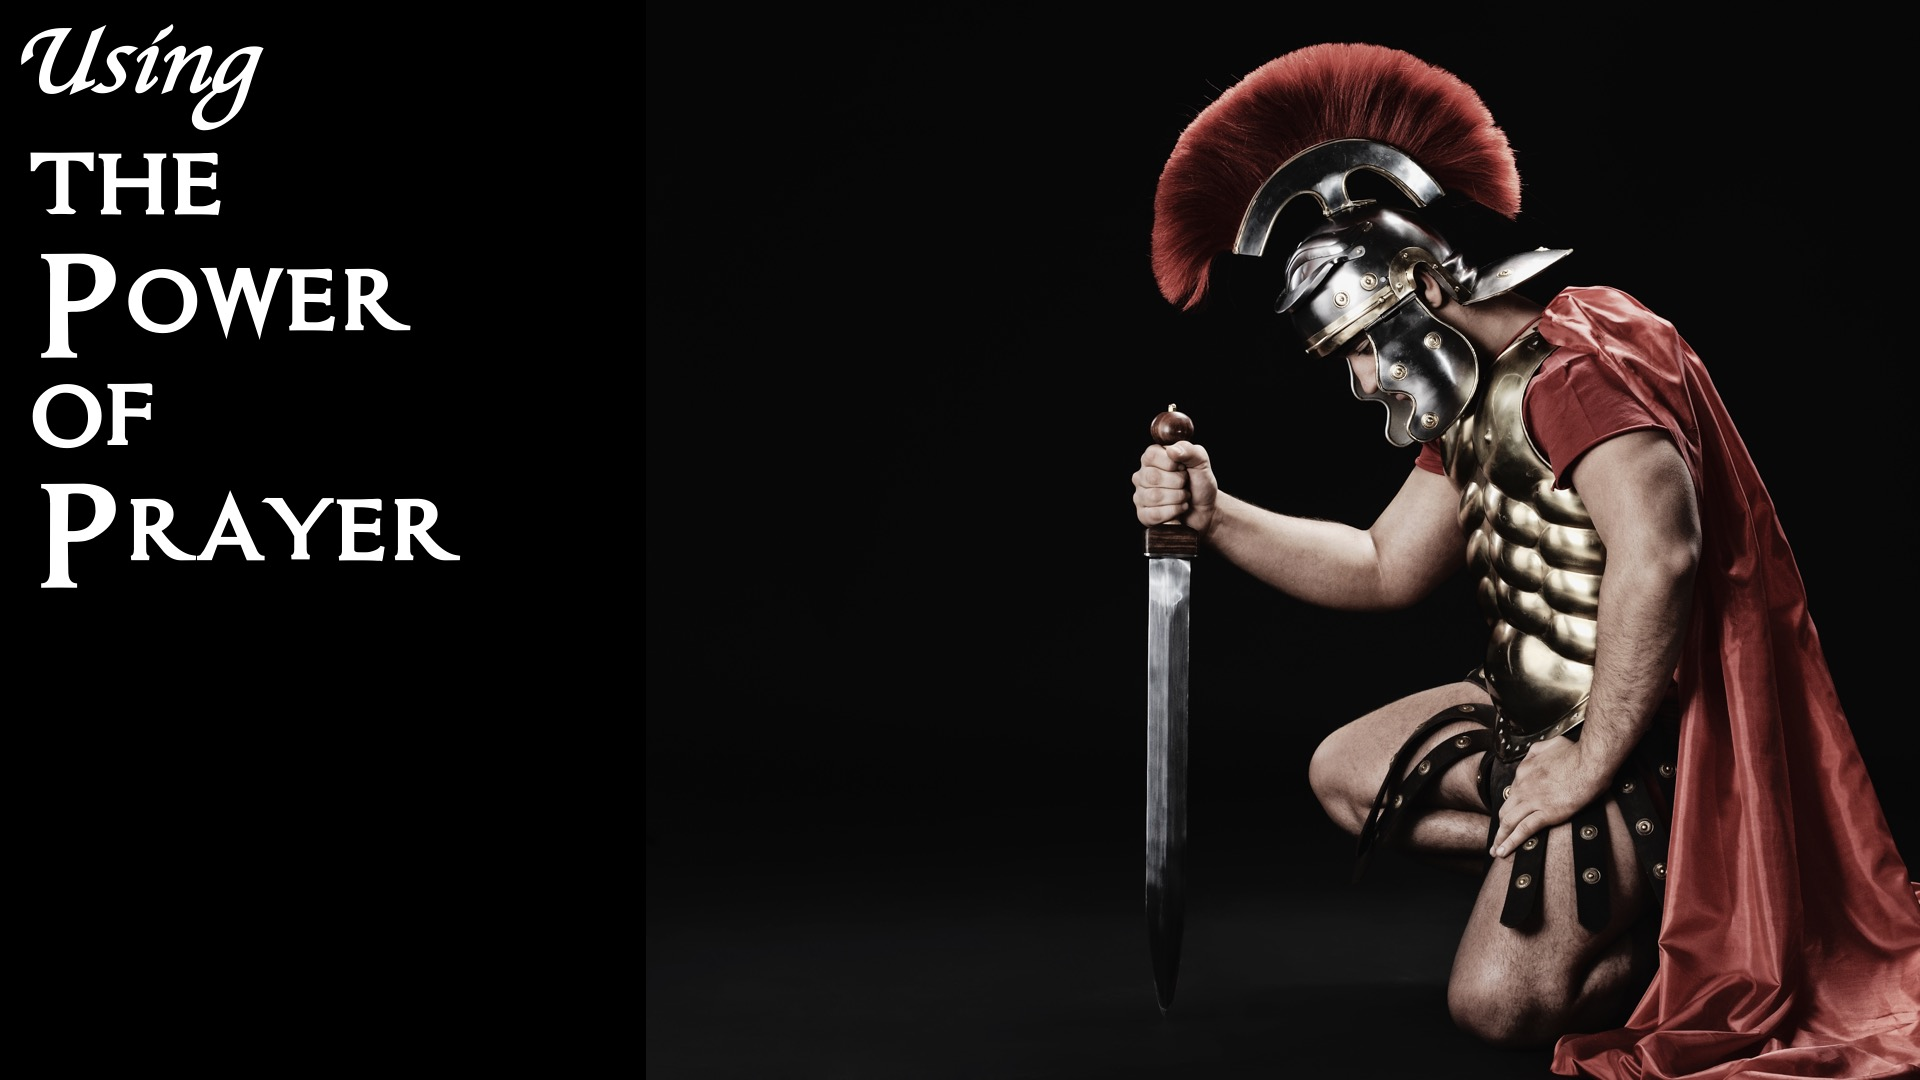 Using
THE
POWER
OF
PRAYER